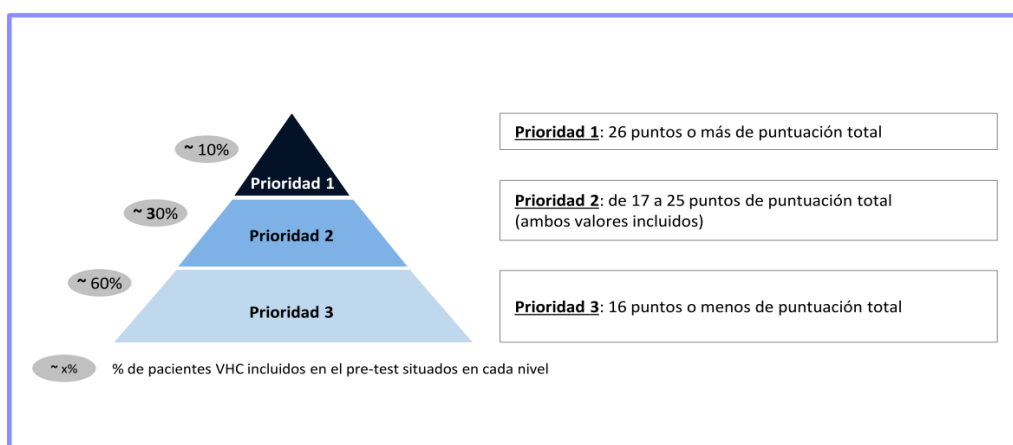 ~ 10%
Prioridad 1
Prioridad 1: 26 puntos o más de puntuación total
~ 30%
Prioridad 2
Prioridad 2: de 17 a 25 puntos de puntuación total
(ambos valores incluidos)
~ 60%
Prioridad 3
Prioridad 3: 16 puntos o menos de puntuación total
~ x%
% de pacientes VHC incluidos en el pre-test situados en cada nivel